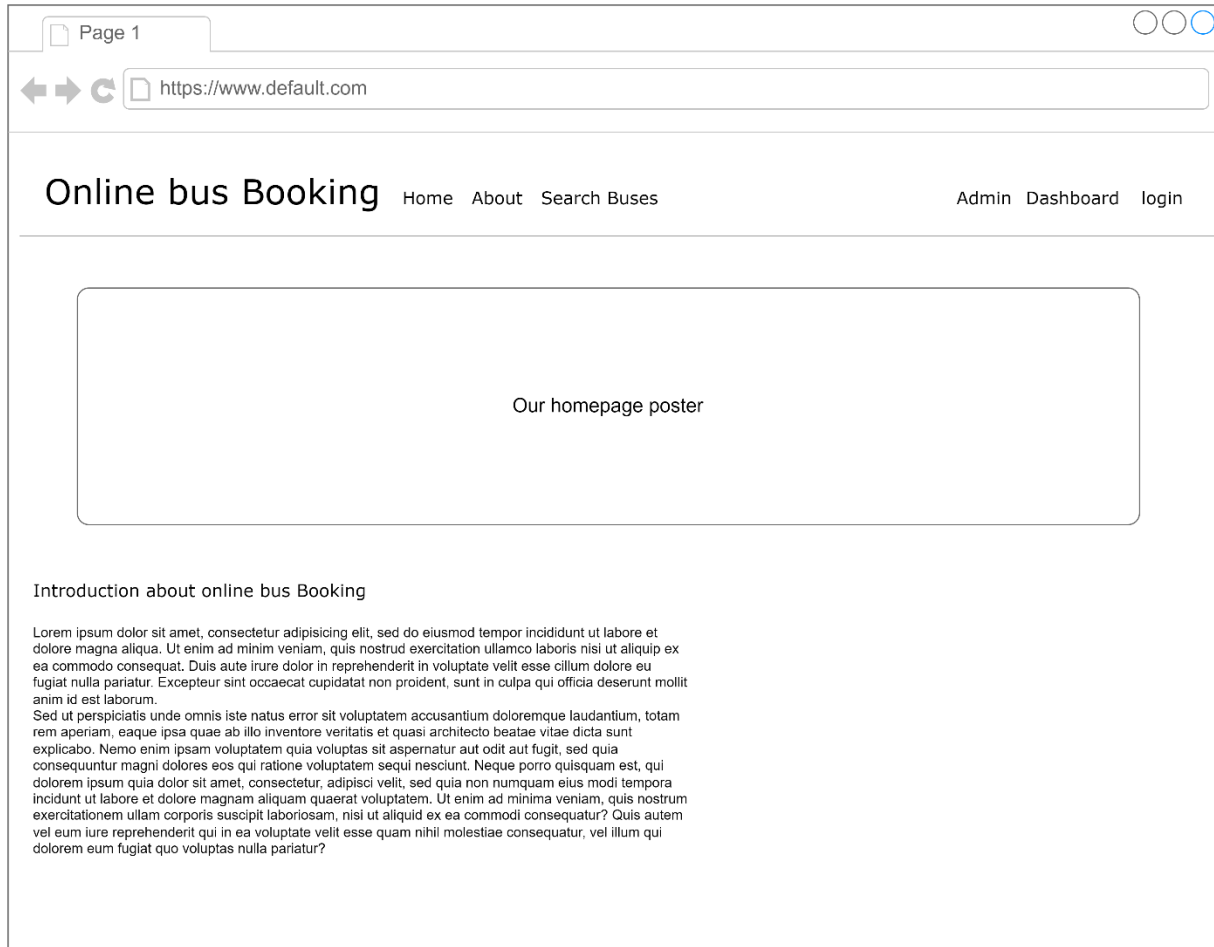 Page 1
https://www.default.com
Online bus Booking Home About Search Buses Admin Dashboard login
Our homepage poster
Introduction about online bus Booking
Lorem ipsum dolor sit amet, consectetur adipisicing elit, sed do eiusmod tempor incididunt ut labore et
dolore magna aliqua. Ut enim ad minim veniam, quis nostrud exercitation ullamco laboris nisi ut aliquip ex
ea commodo consequat. Duis aute irure dolor in reprehenderit in voluptate velit esse cillum dolore eu
fugiat nulla pariatur. Excepteur sint occaecat cupidatat non proident, sunt in culpa qui officia deserunt mollit
anim id est laborum.
Sed ut perspiciatis unde omnis iste natus error sit voluptatem accusantium doloremque laudantium, totam
rem aperiam, eaque ipsa quae ab illo inventore veritatis et quasi architecto beatae vitae dicta sunt
explicabo. Nemo enim ipsam voluptatem quia voluptas sit aspernatur aut odit aut fugit, sed quia
consequuntur magni dolores eos qui ratione voluptatem sequi nesciunt. Neque porro quisquam est, qui
dolorem ipsum quia dolor sit amet, consectetur, adipisci velit, sed quia non numquam eius modi tempora
incidunt ut labore et dolore magnam aliquam quaerat voluptatem. Ut enim ad minima veniam, quis nostrum
exercitationem ullam corporis suscipit laboriosam, nisi ut aliquid ex ea commodi consequatur? Quis autem
vel eum iure reprehenderit qui in ea voluptate velit esse quam nihil molestiae consequatur, vel illum qui
dolorem eum fugiat quo voluptas nulla pariatur?